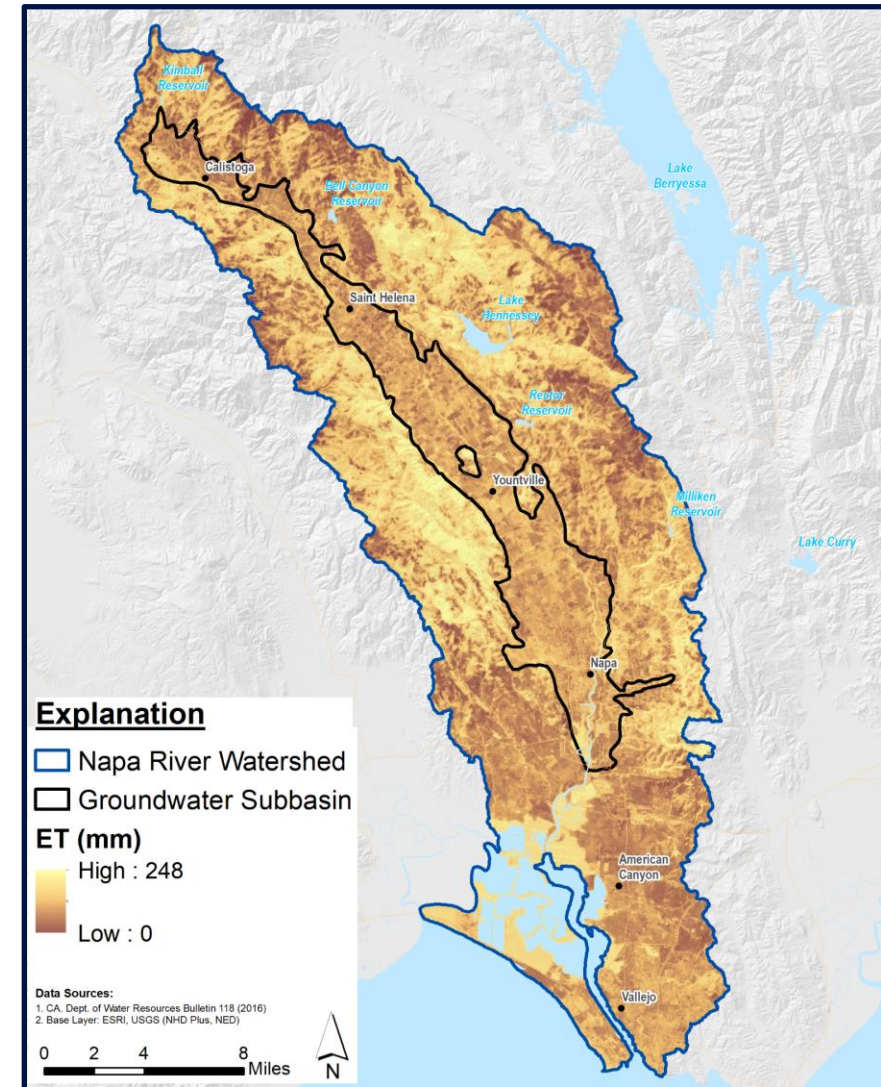 Kimball
Reservoir
Calistoga
Bell Canyon
Reservoir
Lake
Berryessa
Saint Helena
Lake
Hennessey
Rector
Reservoir
Yountville
Milliken
Reservoir
Lake Curry
Napa
American
Canyon
Vallejo
Explanation
Napa River Watershed
Groundwater Subbasin
ET (mm)
High : 248
Low : 0
Data Sources:
1. CA. Dept. of Water Resources Bulletin 118 (2016)
2. Base Layer: ESRI, USGS (NHD Plus, NED)
0 2 4 8 Miles
N